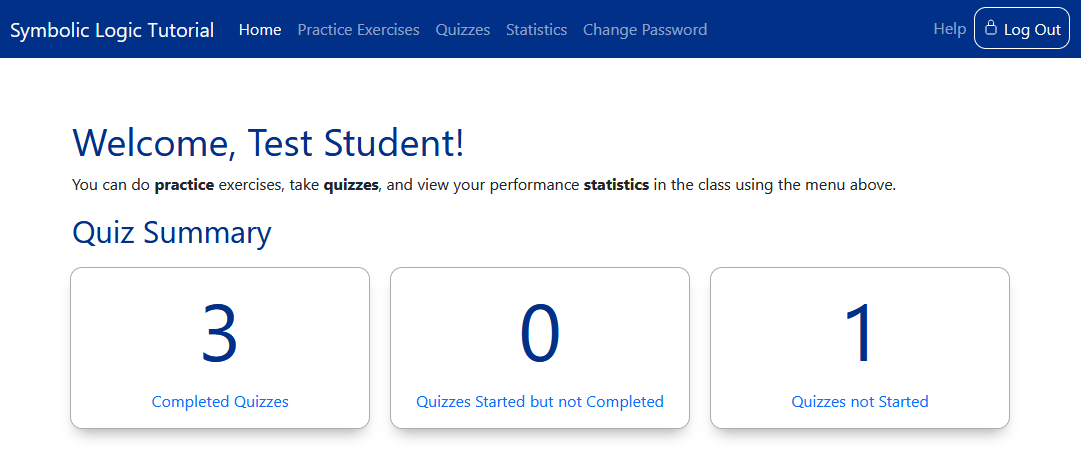 Symbolic Logic Tutorial Home Practice Exercises Quizzes Statistics Change Password Help Log Out
Welcome, Test Student!
You can do practice exercises, take quizzes, and view your performance statistics in the class using the menu above.
Quiz Summary
3 0 1
Completed Quizzes Quizzes Started but not Completed Quizzes not Started